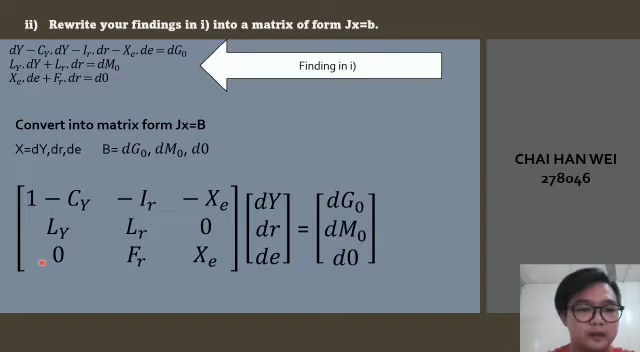 ii) Rewrite your findings in i) into a matrix of form Jx=b.
dY − C_Y. dY − I_r. dr − X_e. de = dG_0
L_Y. dY + L_r. dr = dM_0
X_e. de + F_r. dr = d0
Finding in i)
Convert into matrix form Jx=B
X=dY,dr,de B= dG_0, dM_0, d0
1 − C_Y − I_r − X_e dY = dG_0
L_Y L_r 0 dr dM_0
0 F_r X_e de d0
CHAI HAN WEI
278046